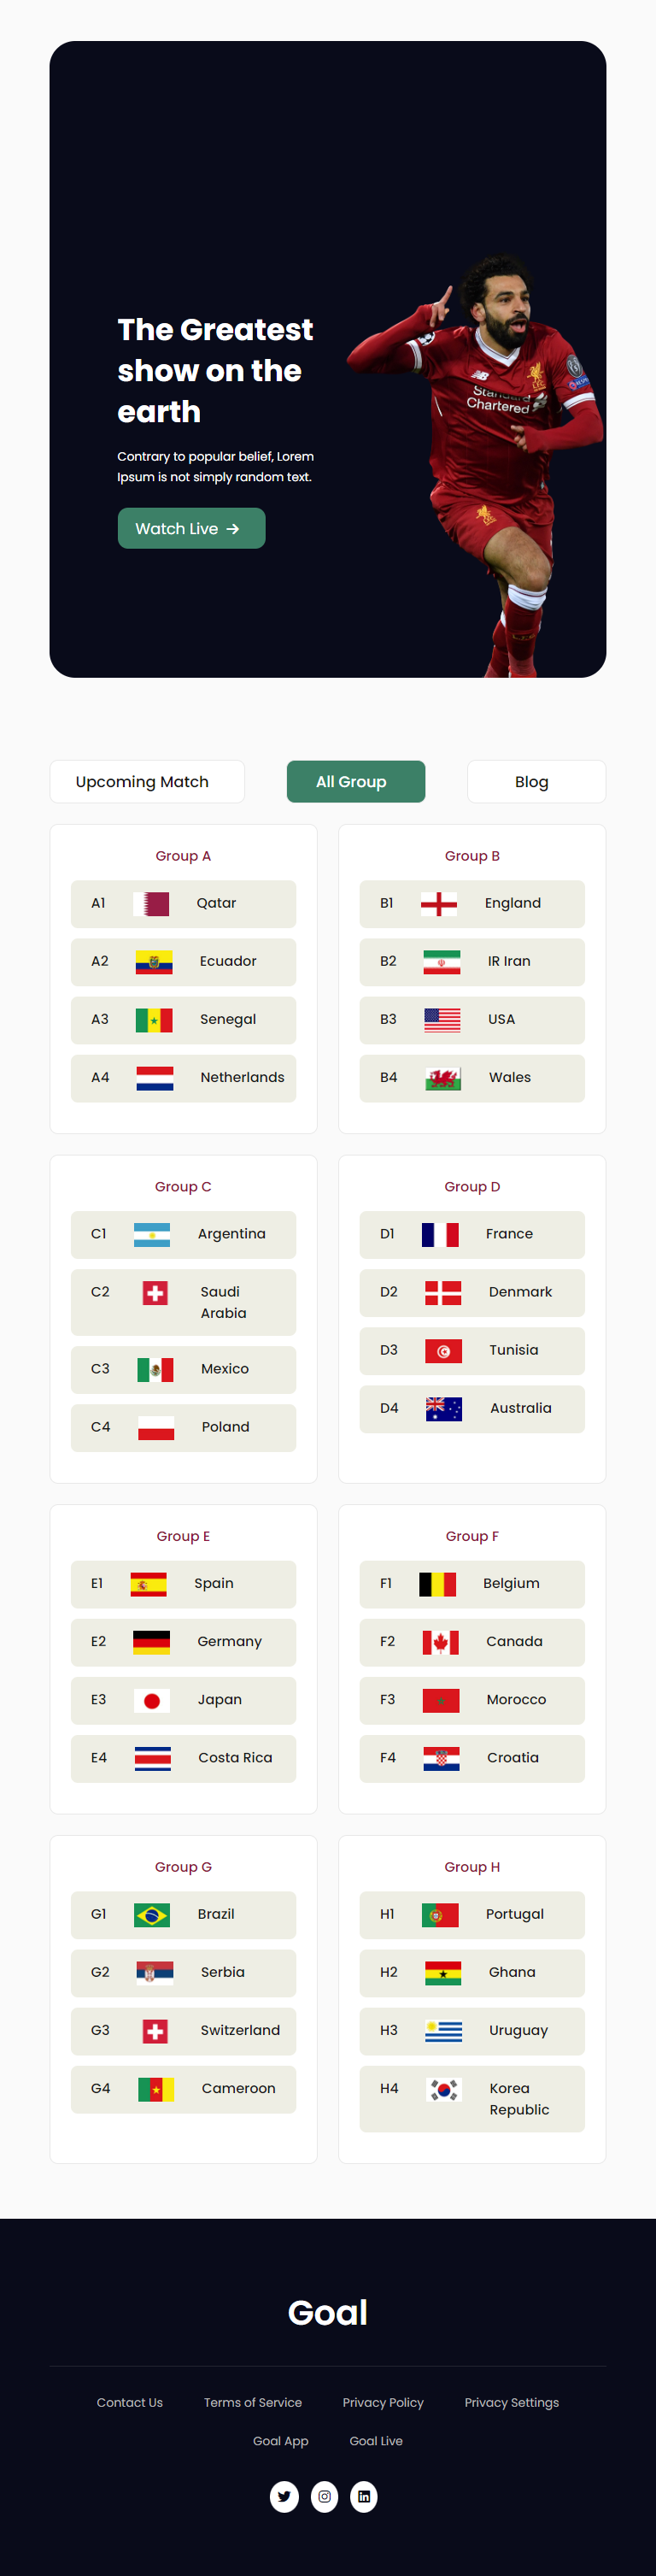 The Greatest
show on the
earth
Contrary to popular belief, Lorem
Ipsum is not simply random text.
Watch Live
Standard
Chartered
Upcoming Match
All Group
Blog
Group A
A1 Qatar
A2 Ecuador
A3 Senegal
A4 Netherlands
Group B
B1 England
B2 IR Iran
B3 USA
B4 Wales
Group C
C1 Argentina
C2 Saudi
Arabia
C3 Mexico
C4 Poland
Group D
D1 France
D2 Denmark
D3 Tunisia
D4 Australia
Group E
E1 Spain
E2 Germany
E3 Japan
E4 Costa Rica
Group F
F1 Belgium
F2 Canada
F3 Morocco
F4 Croatia
Group G
G1 Brazil
G2 Serbia
G3 Switzerland
G4 Cameroon
Group H
H1 Portugal
H2 Ghana
H3 Uruguay
H4 Korea
Republic
Goal
Contact Us
Terms of Service
Privacy Policy
Privacy Settings
Goal App
Goal Live